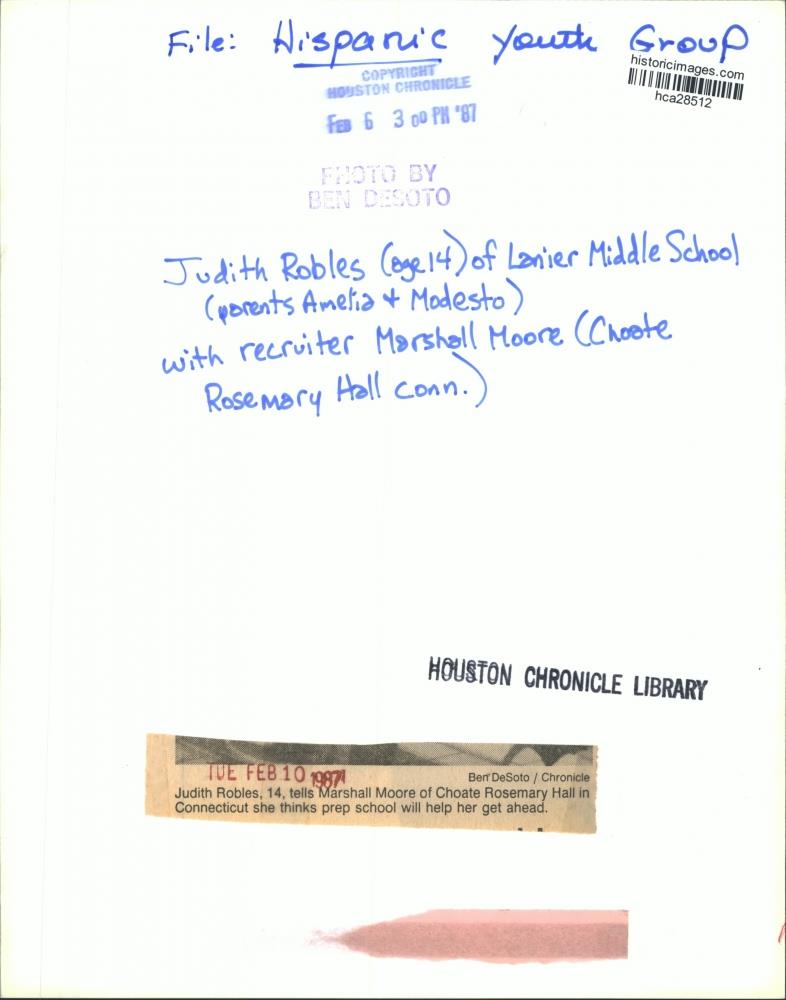 File: Hispanic Youth Group
historicimages.com
hca28512
COPYRIGHT
HOUSTON CHRONICLE
FEB 6 3 00 PM '87
PHOTO BY
BEN DESOTO
Judith Robles (age 14) of Lanier Middle School
(parents Amelia + Modesto)
with recruiter Marshall Moore (Choate
Rosemary Hall Conn.)
HOUSTON CHRONICLE LIBRARY
TUE FEB 10 1987
Ben DeSoto / Chronicle
Judith Robles, 14, tells Marshall Moore of Choate Rosemary Hall in
Connecticut she thinks prep school will help her get ahead.